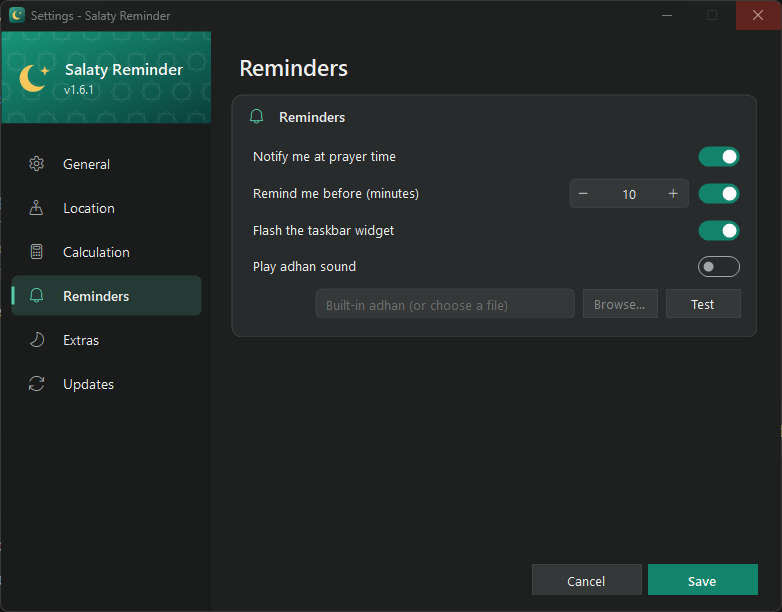 Settings - Salaty Reminder
Salaty Reminder
v1.6.1
General
Location
Calculation
Reminders
Extras
Updates
Reminders
Reminders
Notify me at prayer time
Remind me before (minutes)
− 10 +
Flash the taskbar widget
Play adhan sound
Built-in adhan (or choose a file)
Browse...
Test
Cancel
Save